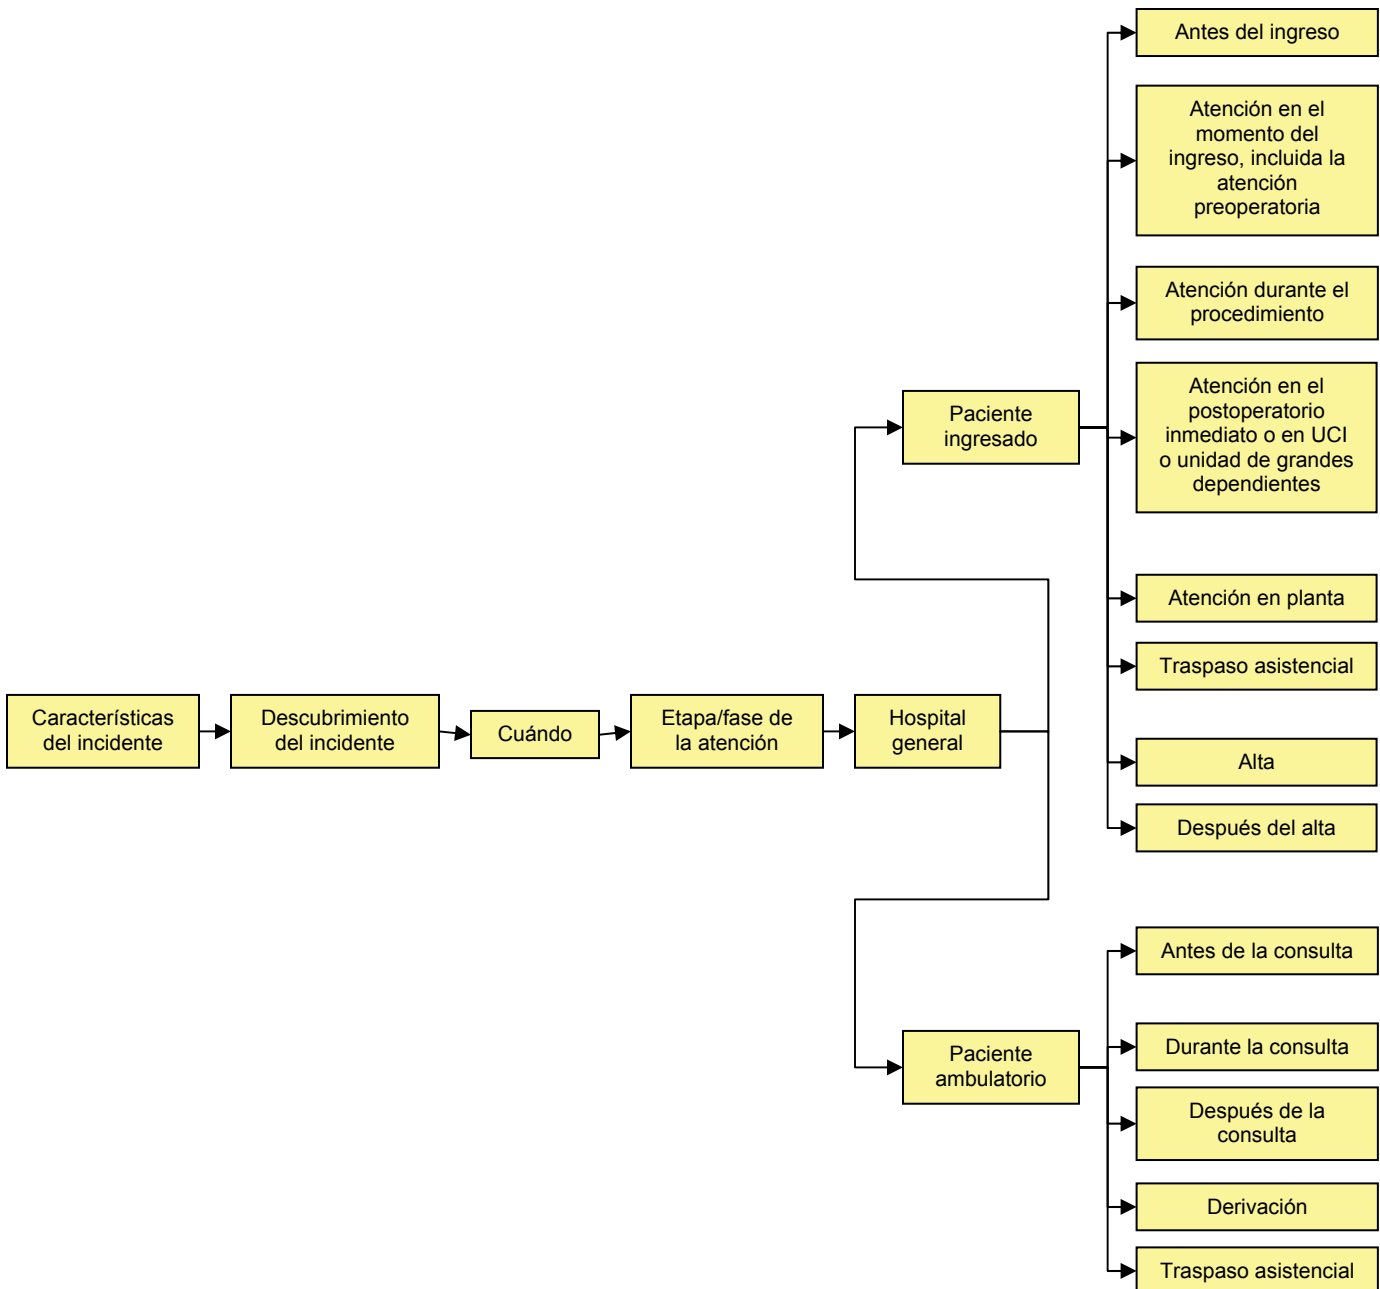 Antes del ingreso
Atención en el
momento del
ingreso, incluida la
atención
preoperatoria
Atención durante el
procedimiento
Atención en el
postoperatorio
inmediato o en UCI
o unidad de grandes
dependientes
Paciente
ingresado
Atención en planta
Traspaso asistencial
Características
del incidente
Descubrimiento
del incidente
Cuándo
Etapa/fase de
la atención
Hospital
general
Alta
Después del alta
Antes de la consulta
Paciente
ambulatorio
Durante la consulta
Después de la
consulta
Derivación
Traspaso asistencial